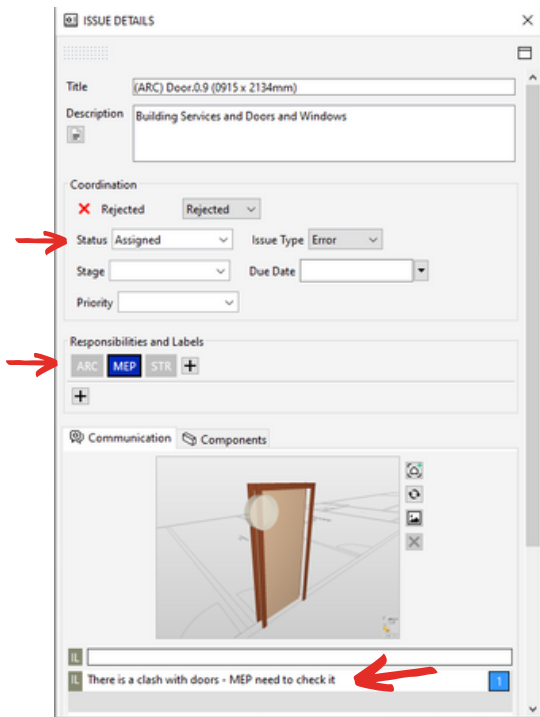 ISSUE DETAILS
Title (ARC) Door.0.9 (0915 x 2134mm)
Description Building Services and Doors and Windows
Coordination
Rejected Rejected
Status Assigned Issue Type Error
Stage Due Date
Priority
Responsibilities and Labels
ARC MEP STR
Communication Components
IL
IL There is a clash with doors - MEP need to check it 1